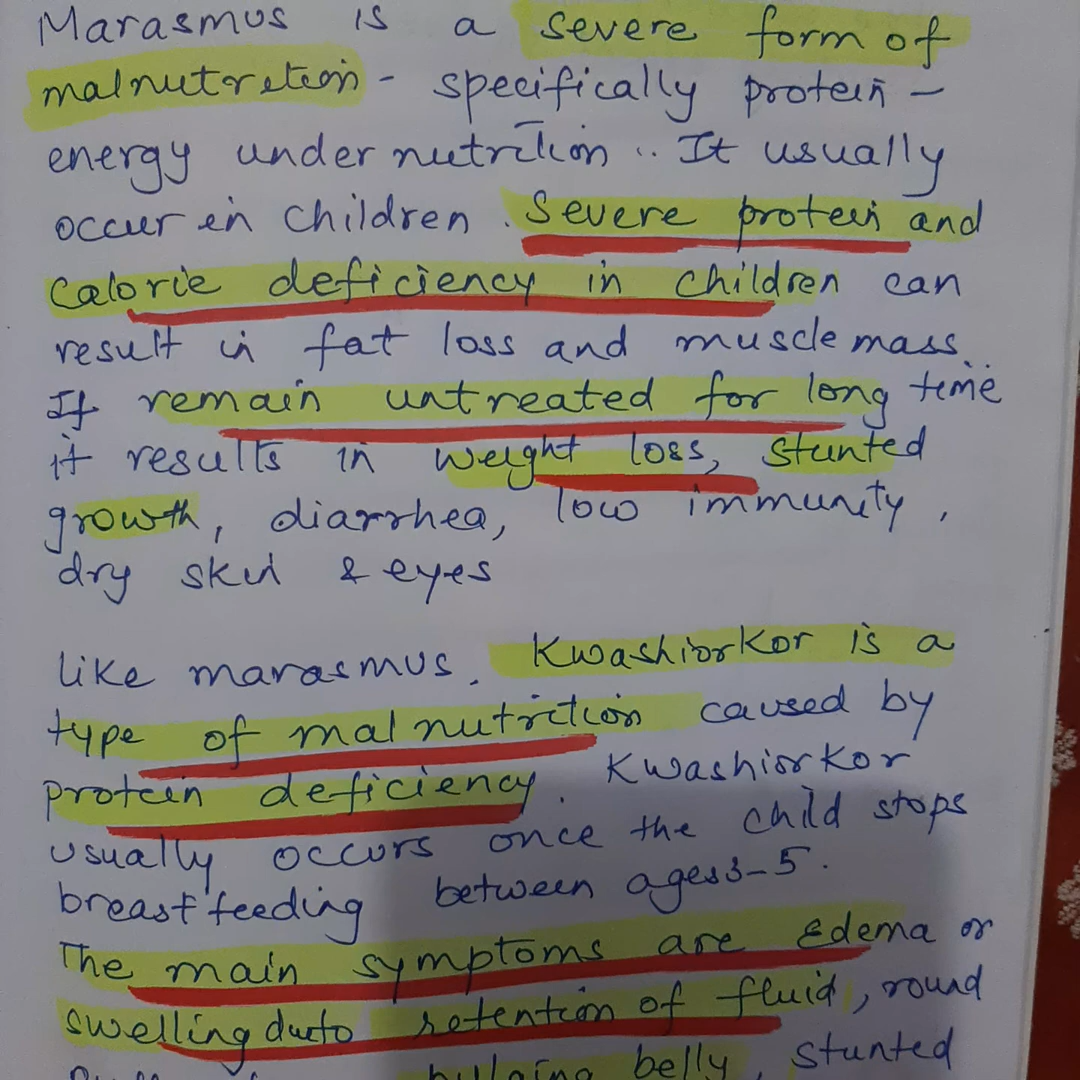 Marasmus is a severe form of
malnutretion - specifically protein -
energy under nutrition .. It usually
occur in children. Severe protein and
calorie deficiency in children can
result in fat loss and muscle mass..
If remain untreated for long time
it results in weight loss, stunted
growth, diarrhea, low immunity,
dry skin & eyes
like marasmus. Kwashiorkor is a
type of malnutrition caused by
protein deficiency. Kwashiorkor
usually occurs once the child stops
breast feeding between ages 3-5.
The main symptoms are Edema or
swelling due to retention of fluid, round
belly, stunted